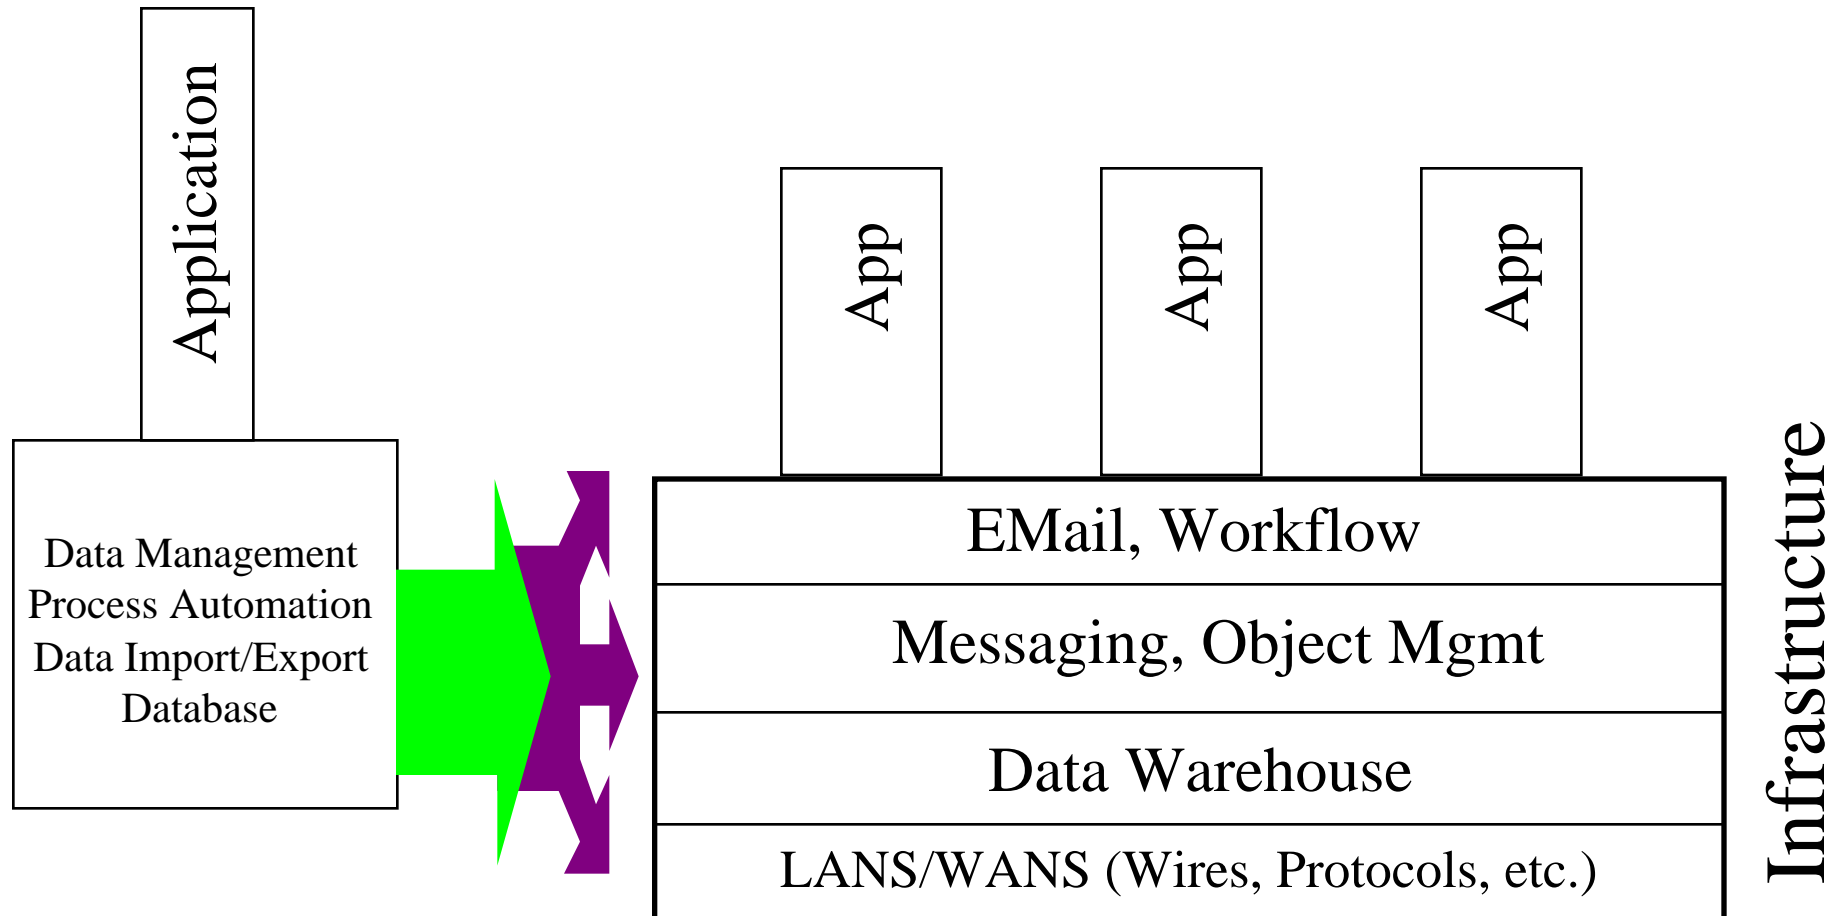 Application
Data Management
Process Automation
Data Import/Export
Database
App
App
App
EMail, Workflow
Messaging, Object Mgmt
Data Warehouse
LANS/WANS (Wires, Protocols, etc.)
Infrastructure